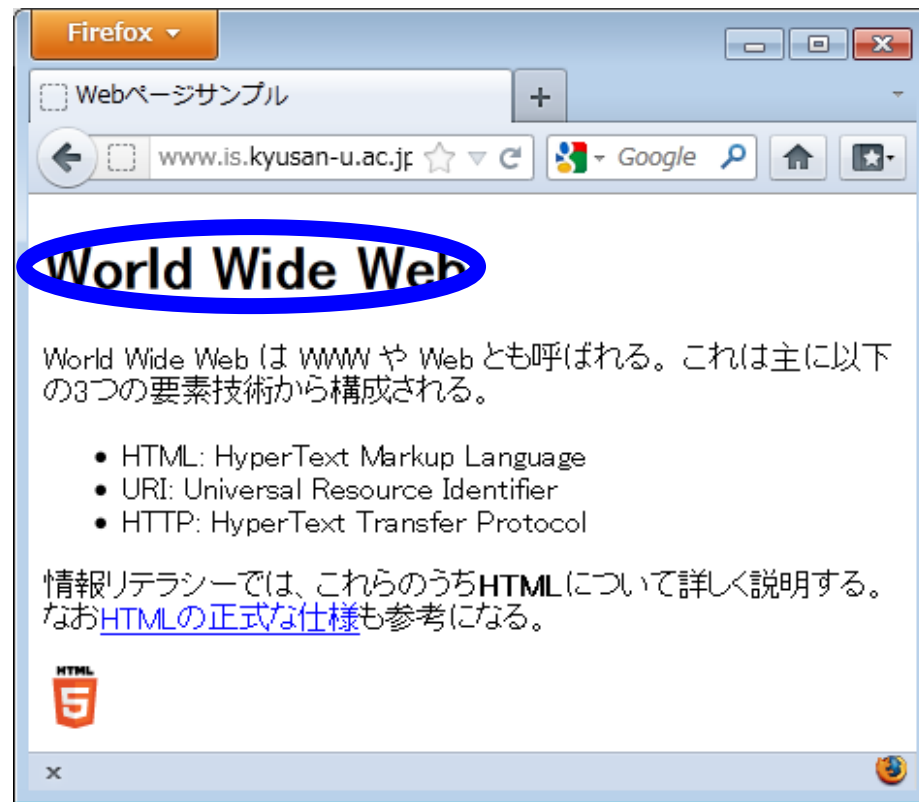 Firefox
Webページサンプル
www.is.kyusan-u.ac.jp
Google
World Wide Web
World Wide Web は WWW や Web とも呼ばれる。これは主に以下
の3つの要素技術から構成される。
• HTML: HyperText Markup Language
• URI: Universal Resource Identifier
• HTTP: HyperText Transfer Protocol
情報リテラシーでは、これらのうちHTMLについて詳しく説明する。
なおHTMLの正式な仕様も参考になる。
HTML
5